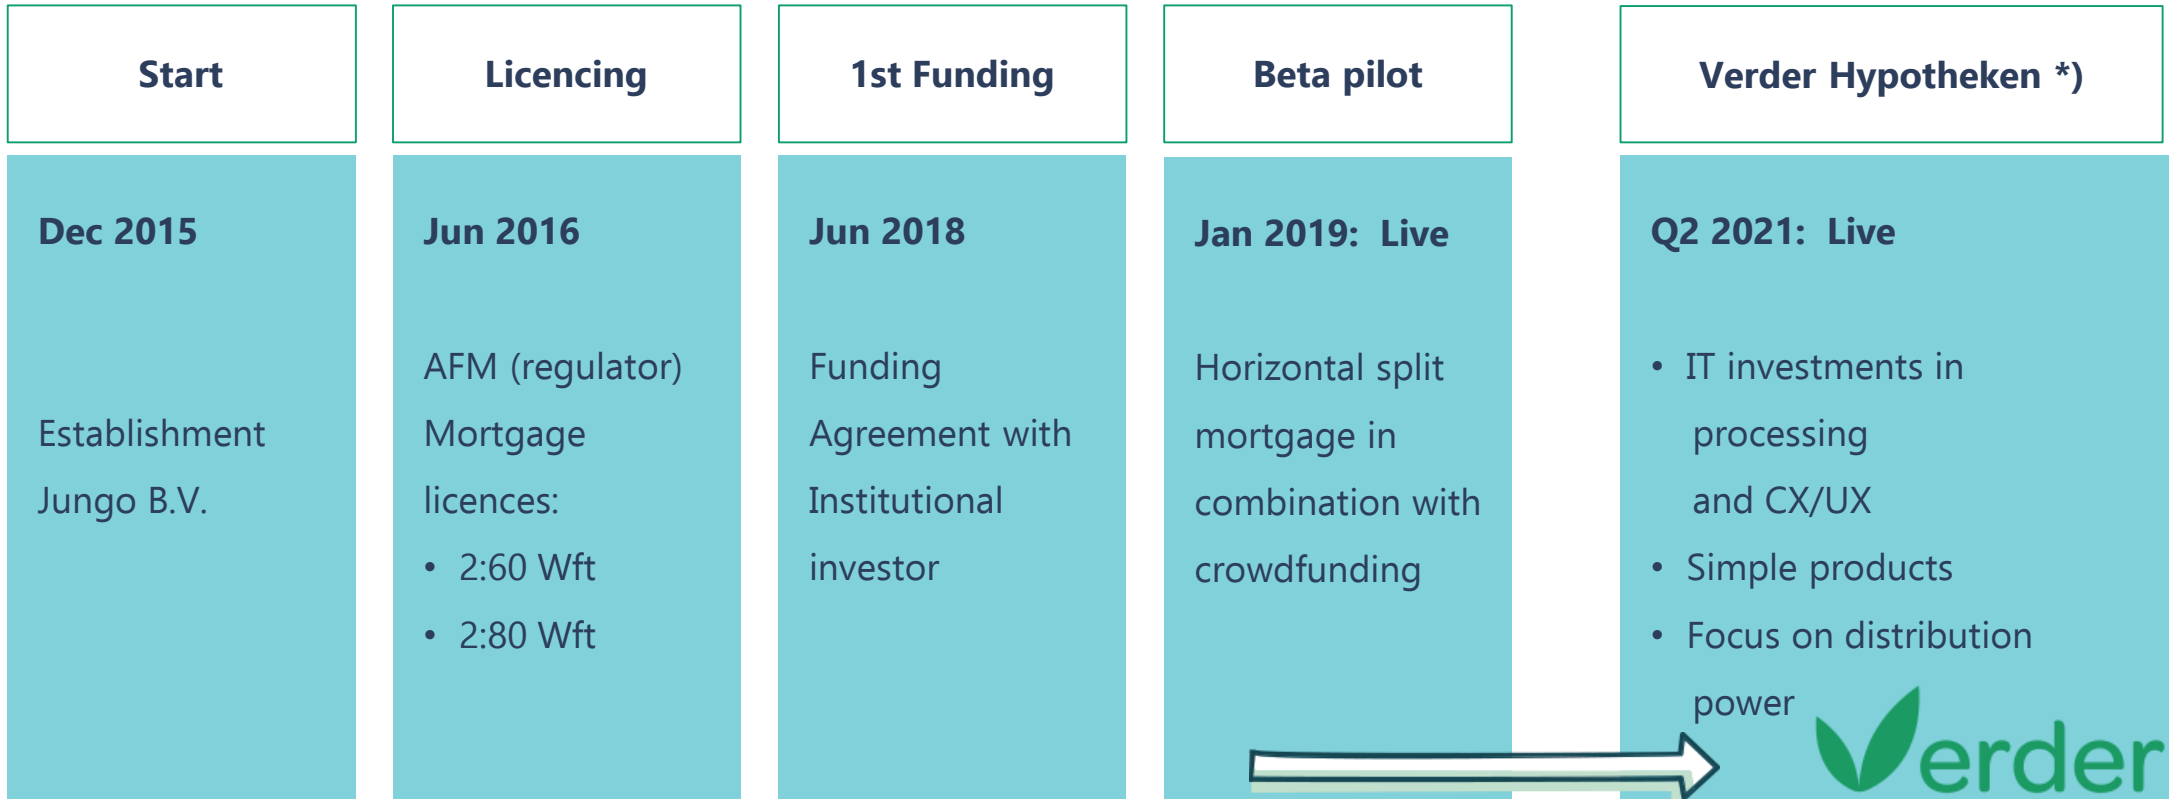 Start
Dec 2015
Establishment
Jungo B.V.
Licencing
Jun 2016
AFM (regulator)
Mortgage
licences:
• 2:60 Wft
• 2:80 Wft
1st Funding
Jun 2018
Funding
Agreement with
Institutional
investor
Beta pilot
Jan 2019:  Live
Horizontal split
mortgage in
combination with
crowdfunding
Verder Hypotheken *)
Q2 2021:  Live
• IT investments in
processing
and CX/UX
• Simple products
• Focus on distribution
power
Verder